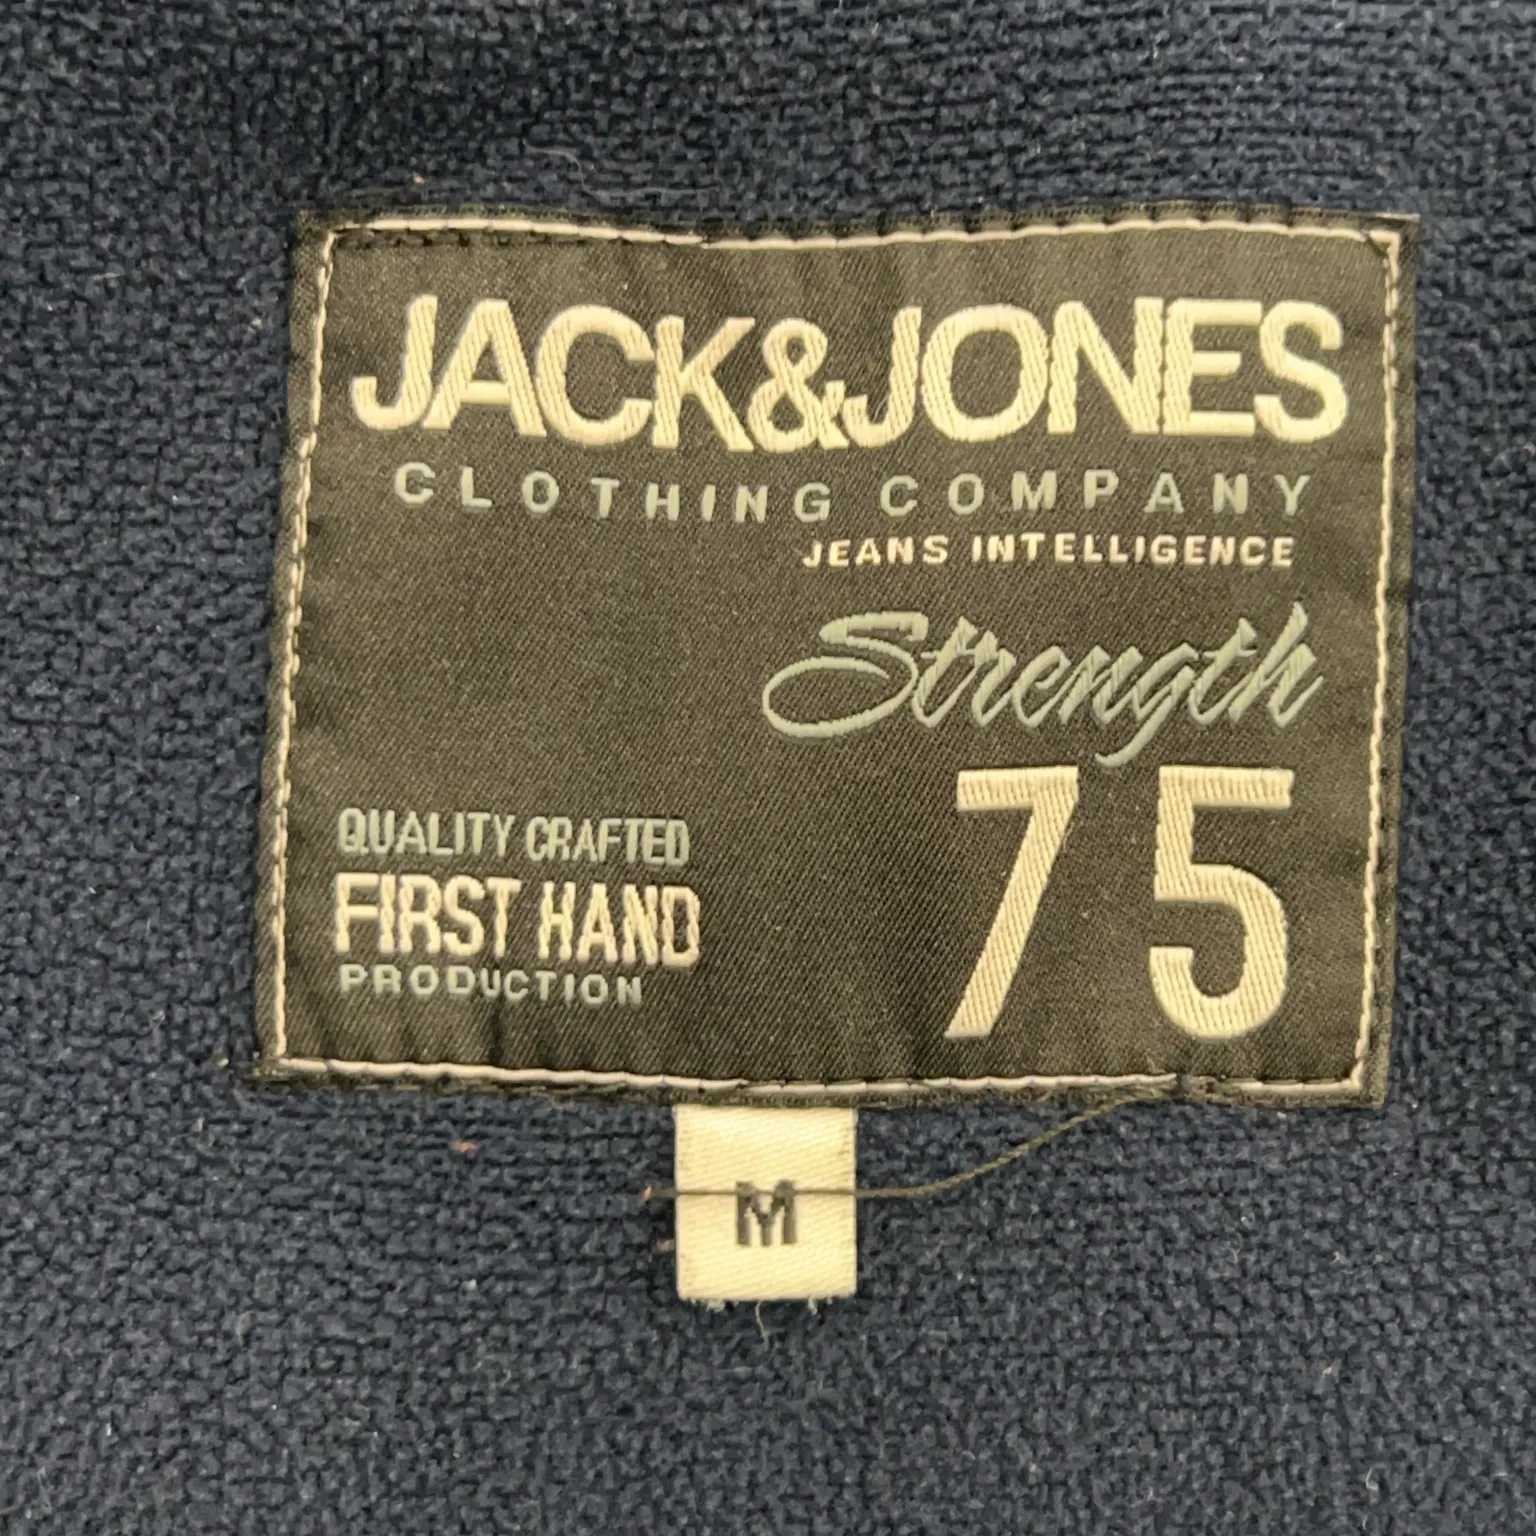 JACK&JONES
CLOTHING COMPANY
JEANS INTELLIGENCE
Strength
75
QUALITY CRAFTED
FIRST HAND
PRODUCTION
M